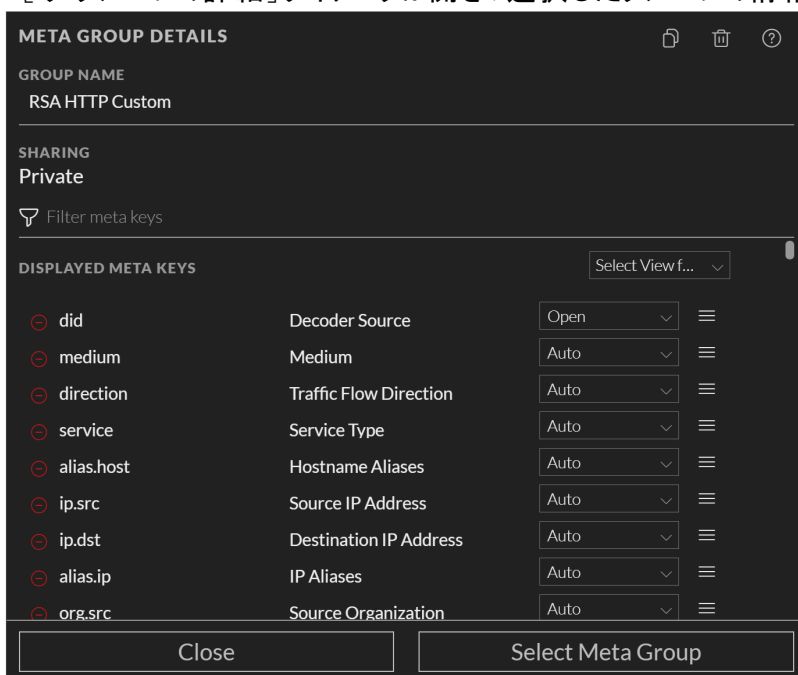 META GROUP DETAILS
GROUP NAME
RSA HTTP Custom
SHARING
Private
Filter meta keys
DISPLAYED META KEYS Select View f...
did Decoder Source Open
medium Medium Auto
direction Traffic Flow Direction Auto
service Service Type Auto
alias.host Hostname Aliases Auto
ip.src Source IP Address Auto
ip.dst Destination IP Address Auto
alias.ip IP Aliases Auto
org.src Source Organization Auto
Close Select Meta Group